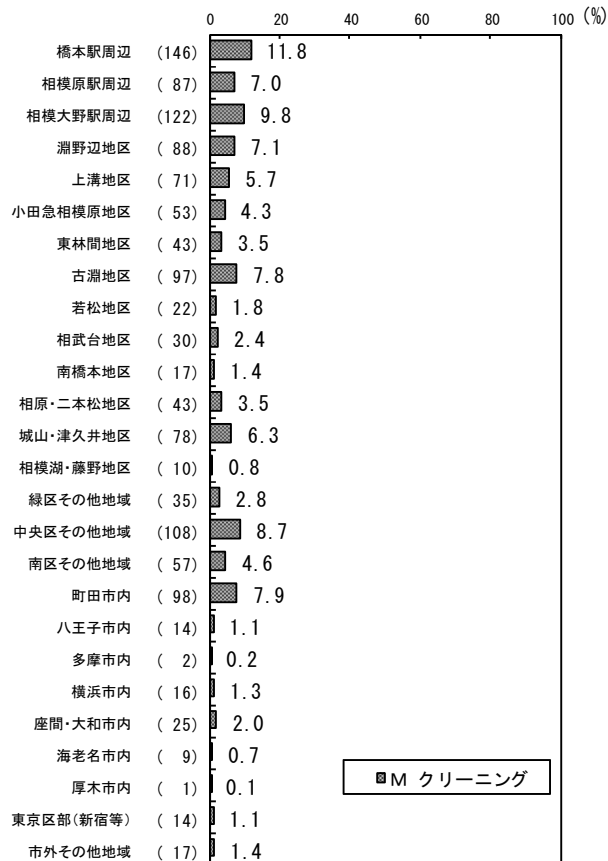 0 20 40 60 80 100 (%)
橋本駅周辺 (146) 11.8
相模原駅周辺 ( 87) 7.0
相模大野駅周辺 (122) 9.8
淵野辺地区 ( 88) 7.1
上溝地区 ( 71) 5.7
小田急相模原地区 ( 53) 4.3
東林間地区 ( 43) 3.5
古淵地区 ( 97) 7.8
若松地区 ( 22) 1.8
相武台地区 ( 30) 2.4
南橋本地区 ( 17) 1.4
相原・二本松地区 ( 43) 3.5
城山・津久井地区 ( 78) 6.3
相模湖・藤野地区 ( 10) 0.8
緑区その他地域 ( 35) 2.8
中央区その他地域 (108) 8.7
南区その他地域 ( 57) 4.6
町田市内 ( 98) 7.9
八王子市内 ( 14) 1.1
多摩市内 ( 2) 0.2
横浜市内 ( 16) 1.3
座間・大和市内 ( 25) 2.0
海老名市内 ( 9) 0.7
厚木市内 ( 1) 0.1
M クリーニング
東京区部(新宿等) ( 14) 1.1
市外その他地域 ( 17) 1.4